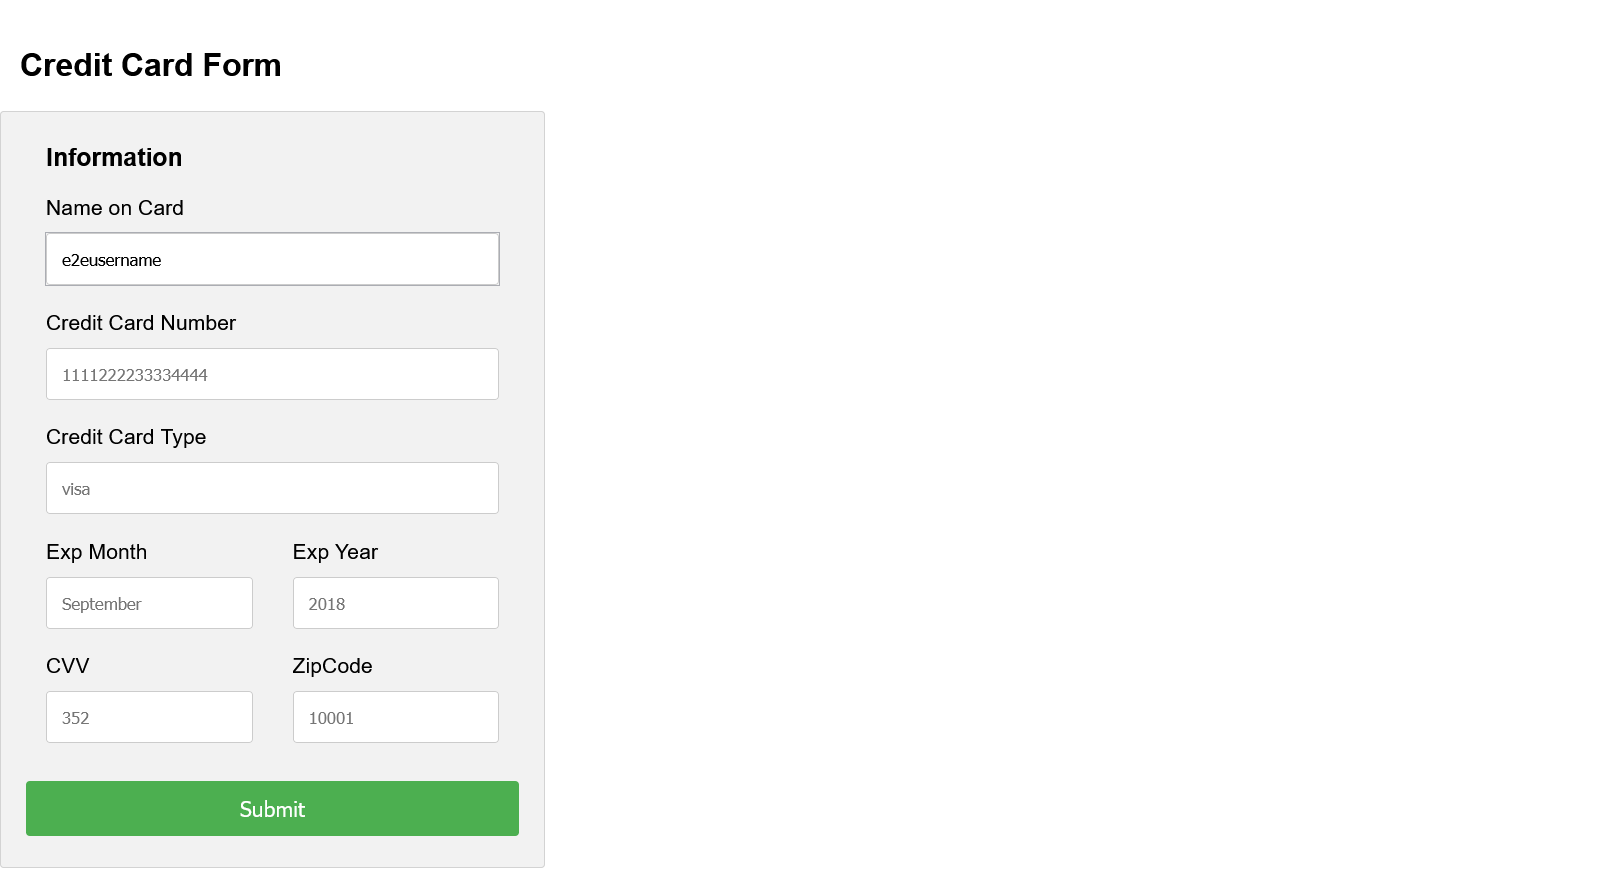 Credit Card Form
Information
Name on Card
e2eusername
Credit Card Number
1111222233334444
Credit Card Type
visa
Exp Month Exp Year
September 2018
CVV ZipCode
352 10001
Submit